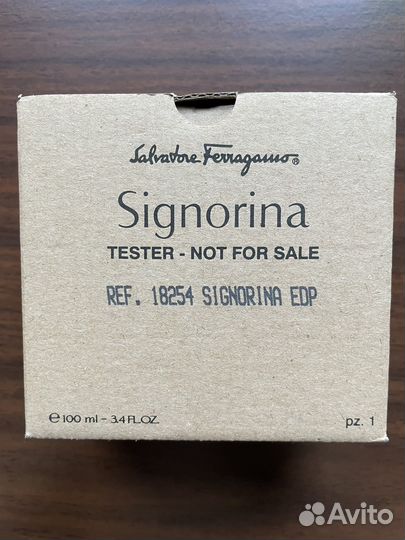 Salvatore Ferragamo®
Signorina
TESTER - NOT FOR SALE
REF. 18254 SIGNORINA EDP
℮ 100 ml - 3.4 FL.OZ.
pz. 1
Avito